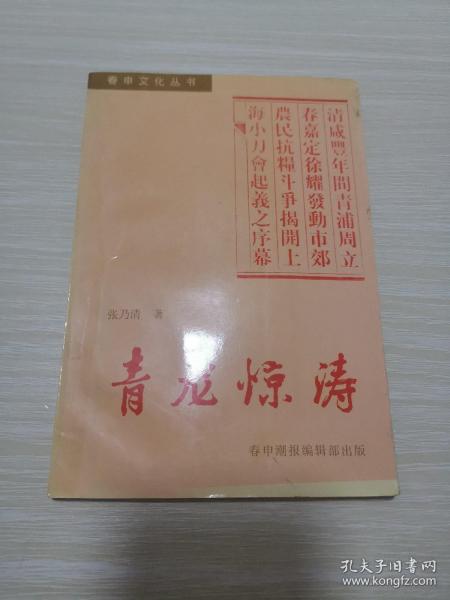 春申文化丛书
清咸豐年間青浦周立
春嘉定徐耀發動市郊
農民抗糧斗爭揭開上
海小刀會起義之序幕
张乃清 著
青龙惊涛
春申潮报编辑部出版
孔夫子旧书网
www.kongfz.com